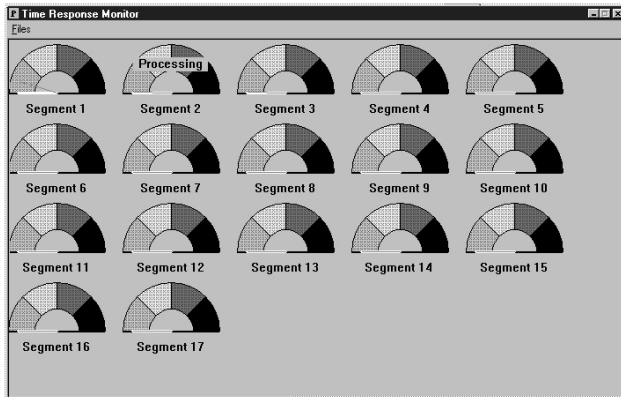 Time Response Monitor
Files
Processing
Segment 1 Segment 2 Segment 3 Segment 4 Segment 5
Segment 6 Segment 7 Segment 8 Segment 9 Segment 10
Segment 11 Segment 12 Segment 13 Segment 14 Segment 15
Segment 16 Segment 17